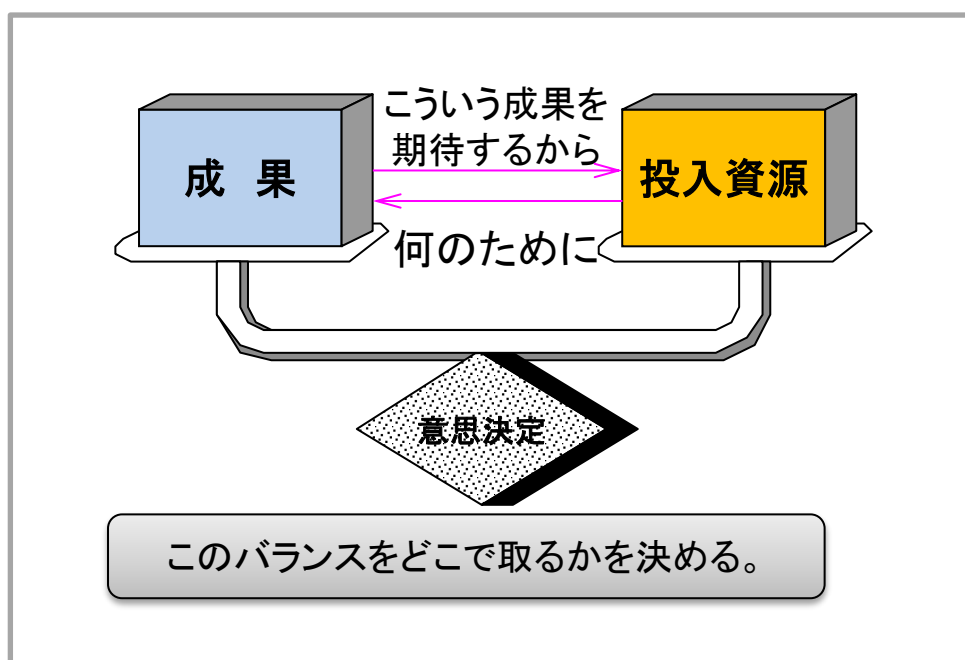 こういう成果を
期待するから
成　果
投入資源
何のために
意思決定
このバランスをどこで取るかを決める。